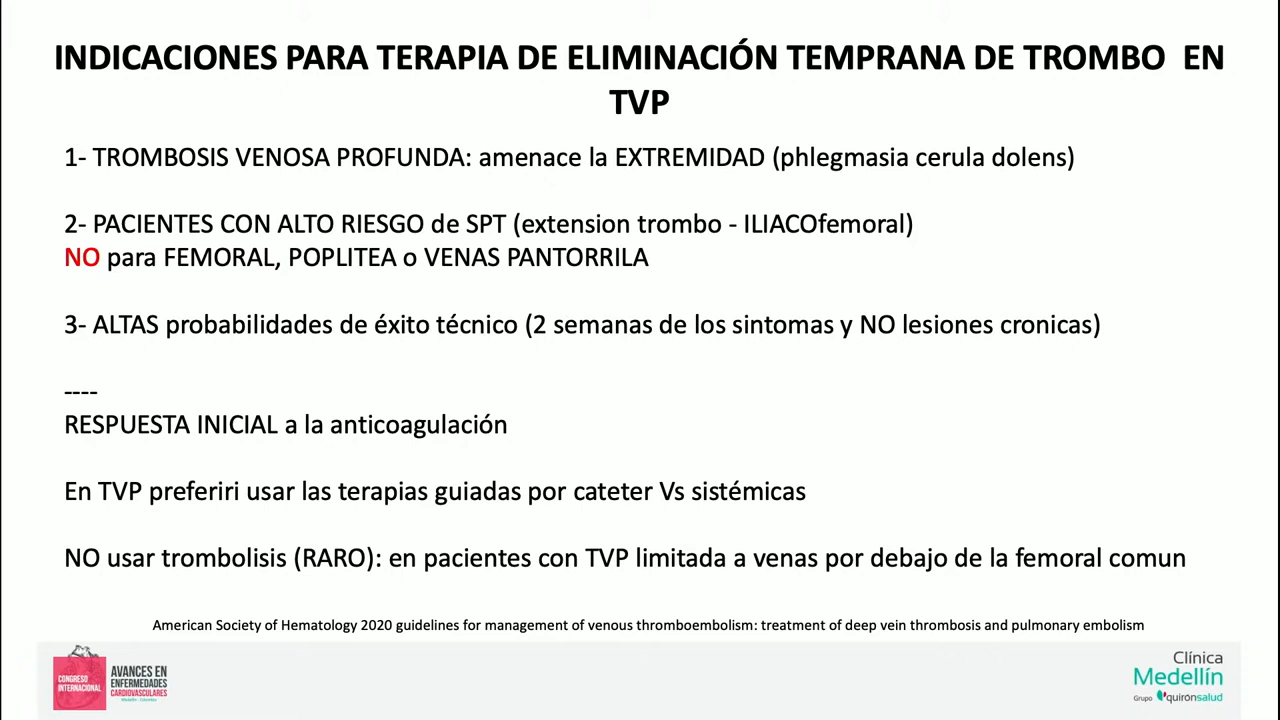 INDICACIONES PARA TERAPIA DE ELIMINACIÓN TEMPRANA DE TROMBO EN
TVP
1- TROMBOSIS VENOSA PROFUNDA: amenace la EXTREMIDAD (phlegmasia cerula dolens)
2- PACIENTES CON ALTO RIESGO de SPT (extension trombo - ILIACOfemoral)
NO para FEMORAL, POPLITEA o VENAS PANTORRILA
3- ALTAS probabilidades de éxito técnico (2 semanas de los sintomas y NO lesiones cronicas)
----
RESPUESTA INICIAL a la anticoagulación
En TVP preferiri usar las terapias guiadas por cateter Vs sistémicas
NO usar trombolisis (RARO): en pacientes con TVP limitada a venas por debajo de la femoral comun
American Society of Hematology 2020 guidelines for management of venous thromboembolism: treatment of deep vein thrombosis and pulmonary embolism
CONGRESO
INTERNACIONAL
AVANCES EN
ENFERMEDADES
CARDIOVASCULARES
Medellín - Colombia
Clínica
Medellín
Grupo quirónsalud